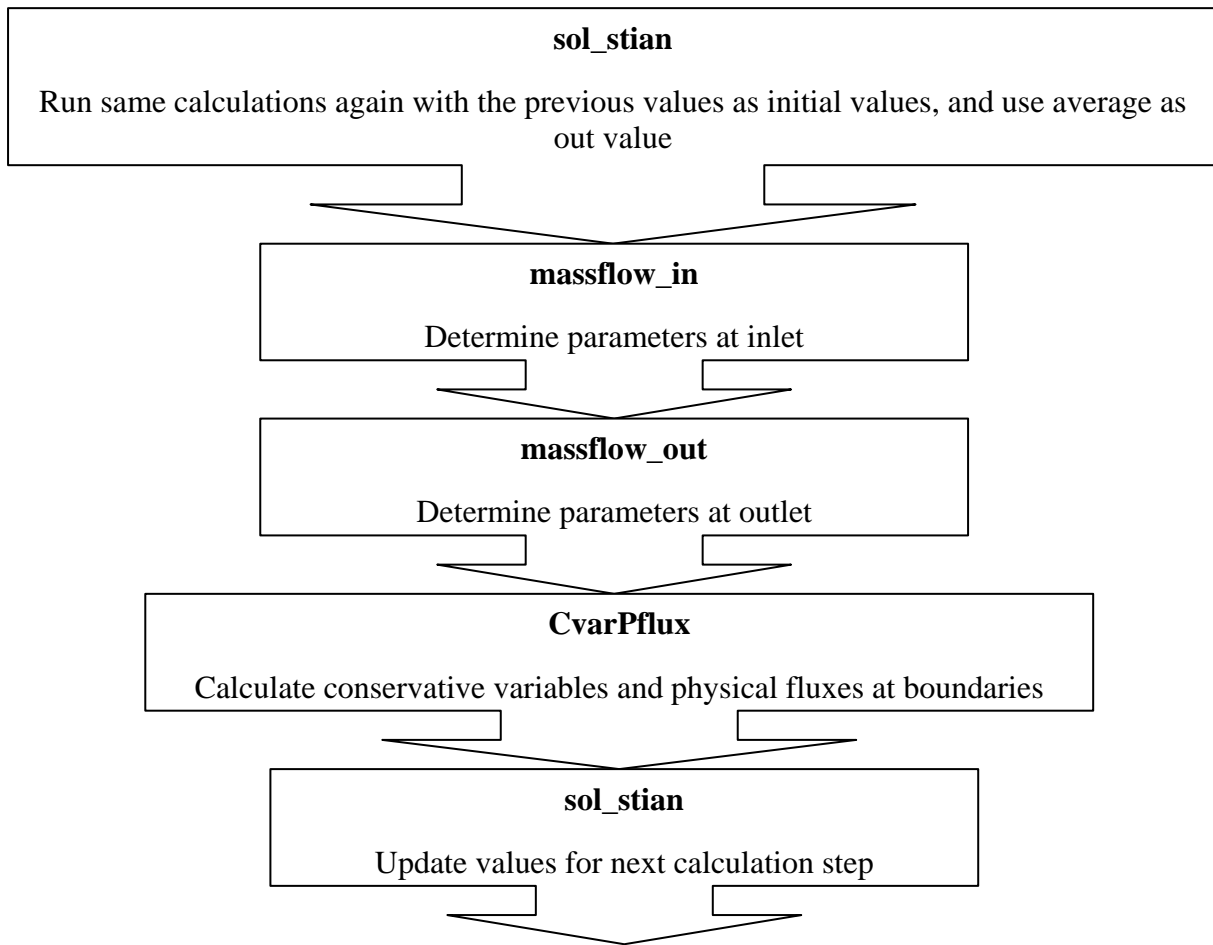 sol_stian
Run same calculations again with the previous values as initial values, and use average as
out value
massflow_in
Determine parameters at inlet
massflow_out
Determine parameters at outlet
CvarPflux
Calculate conservative variables and physical fluxes at boundaries
sol_stian
Update values for next calculation step